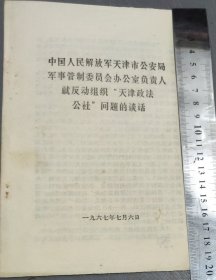 中国人民解放军天津市公安局
军事管制委员会办公室负责人
就反动组织“天津政法
公社”问题的谈话
一九六七年七月六日